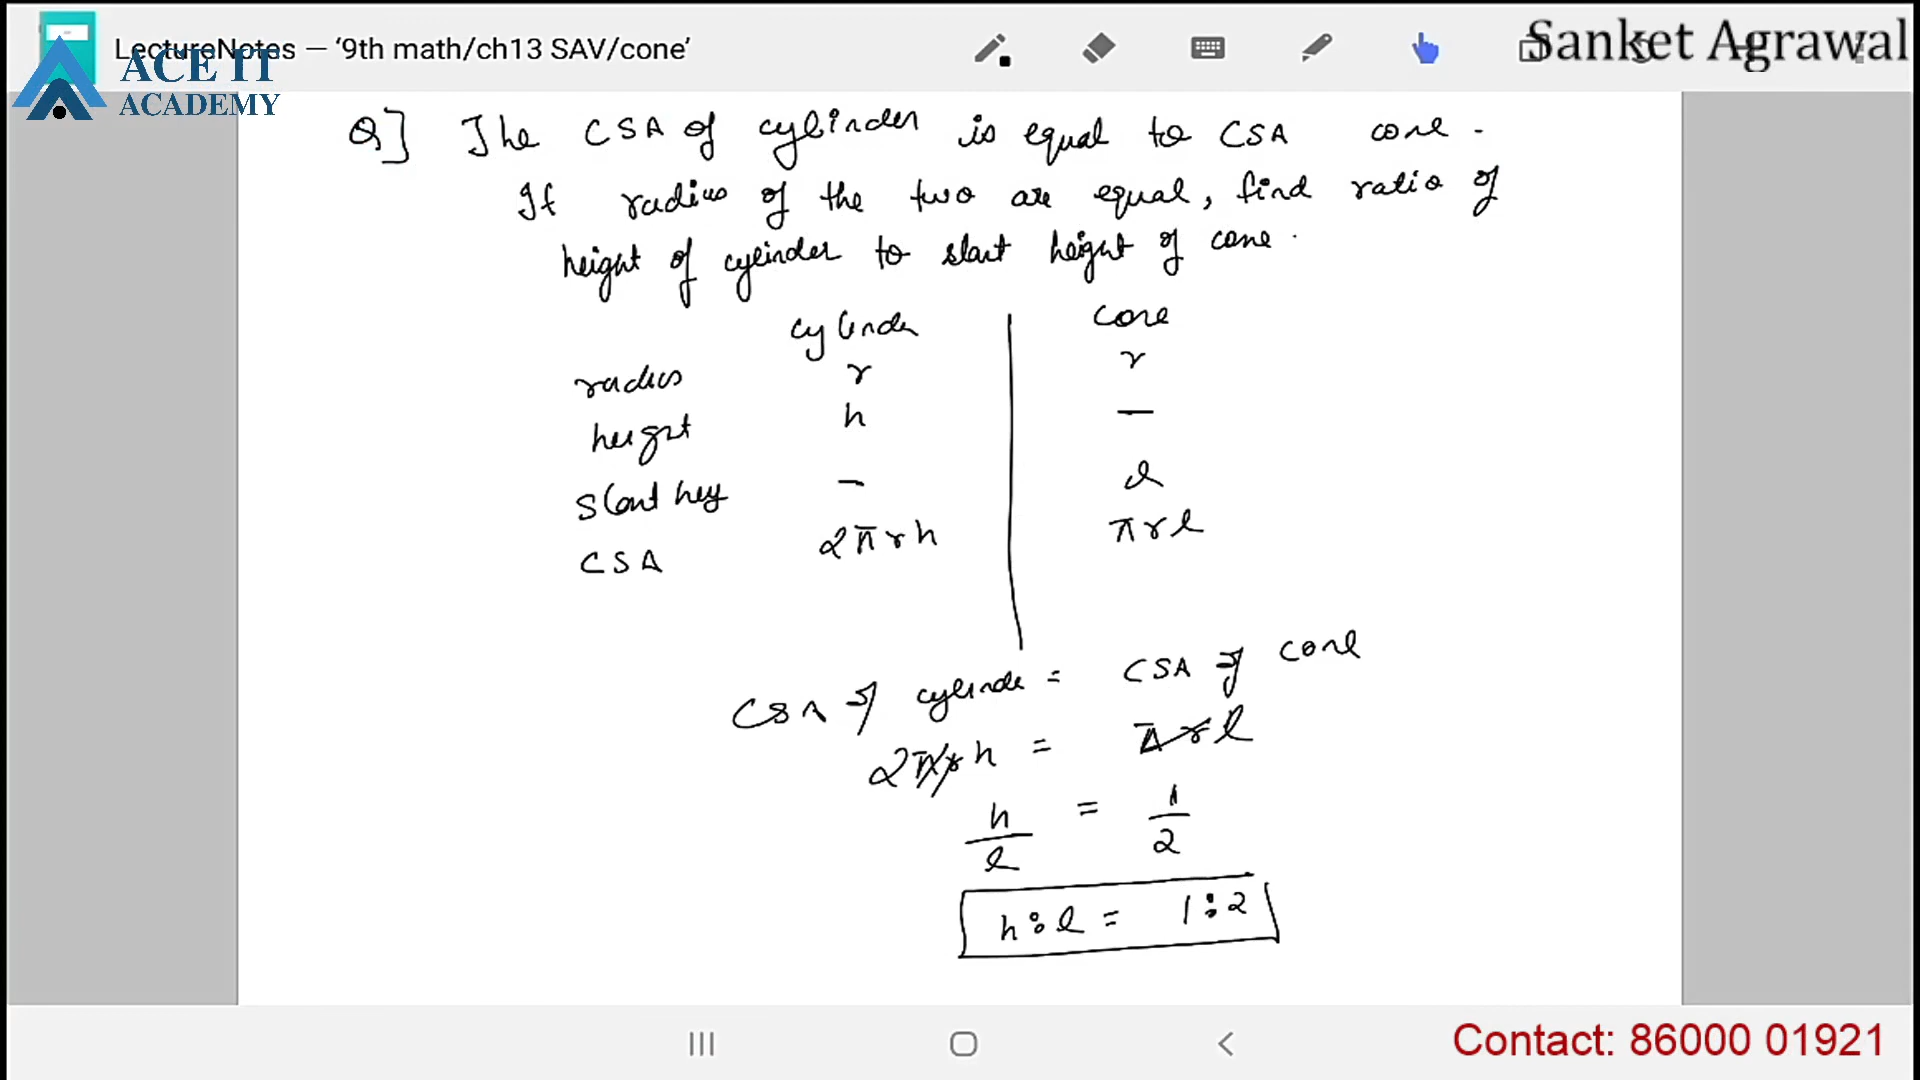 LectureNotes – ‘9th math/ch13 SAV/cone’
Sanket Agrawal
ACE IT
ACADEMY
Q] The CSA of cylinder is equal to CSA cone.
If radius of the two are equal, find ratio of
height of cylinder to slant height of cone.
cylinder cone
radius r r
height h —
slant hey — l
CSA 2πrh πrl
CSA of cylinde = CSA of cone
2πrh = πrl
h/l = 1/2
h:l = 1:2
Contact: 86000 01921